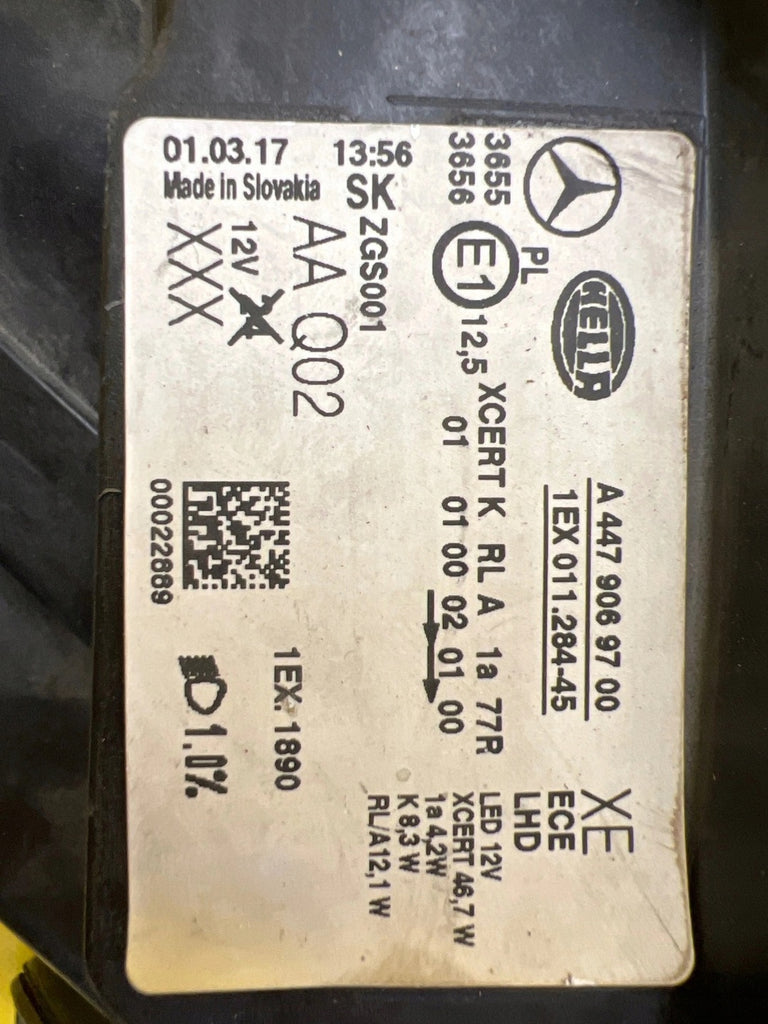 HELLA
A 447 906 97 00
1EX 011.284-45
XE
ECE
LHD
PL
3655
3656
E1
12,5 XCERT K RL A 1a 77R
01 01 00 02 01 00
LED 12V
XCERT 46,7 W
1a 4,2W
K 8,3 W
RL/A12,1 W
01.03.17 13:56
Made in Slovakia SK
ZGS001
AA Q02
12V
XXX
00022889
1EX. 1890
1.0%